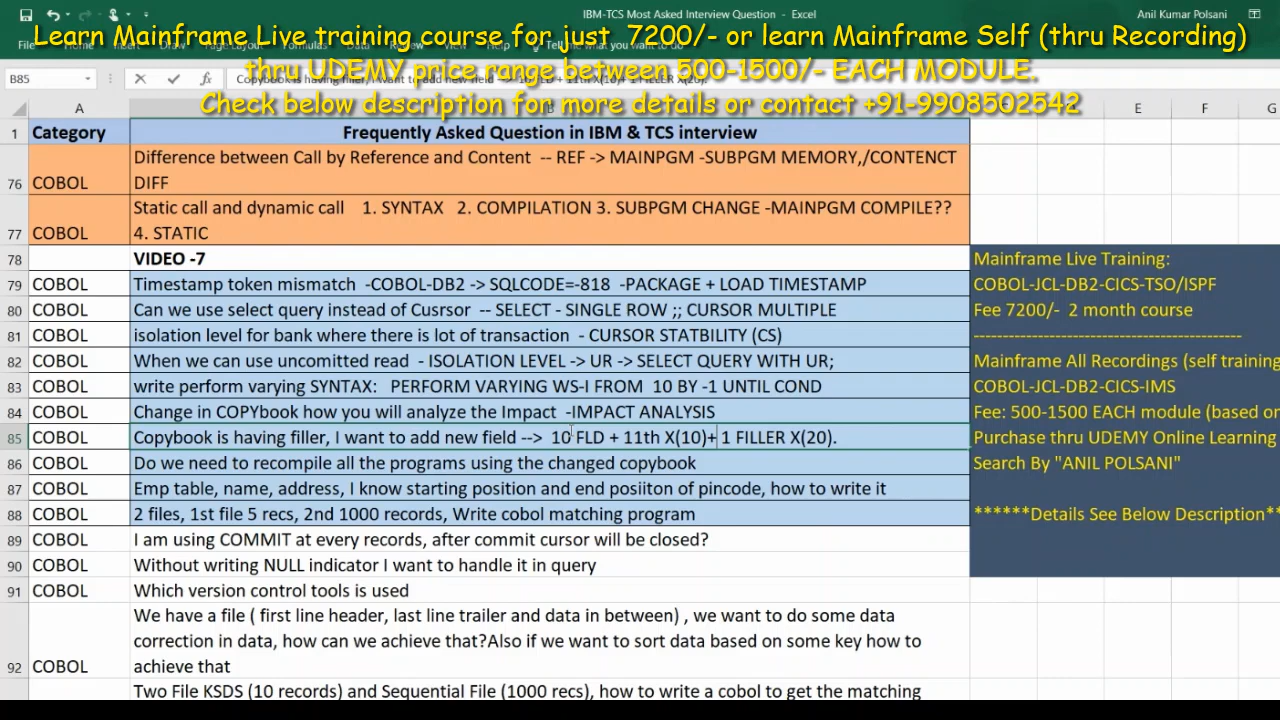 IBM-TCS Most Asked Interview Question - Excel
Anil Kumar Polsani
Learn Mainframe Live training course for just 7200/- or learn Mainframe Self (thru Recording)
thru UDEMY price range between 500-1500/- EACH MODULE.
Check below description for more details or contact +91-9908502542
B85
A
E
F
G
1 Category Frequently Asked Question in IBM & TCS interview
Difference between Call by Reference and Content -- REF -> MAINPGM -SUBPGM MEMORY,/CONTENCT
76 COBOL DIFF
Static call and dynamic call 1. SYNTAX 2. COMPILATION 3. SUBPGM CHANGE -MAINPGM COMPILE??
77 COBOL 4. STATIC
78 VIDEO -7
79 COBOL Timestamp token mismatch -COBOL-DB2 -> SQLCODE=-818 -PACKAGE + LOAD TIMESTAMP
80 COBOL Can we use select query instead of Cusrsor -- SELECT - SINGLE ROW ;; CURSOR MULTIPLE
81 COBOL isolation level for bank where there is lot of transaction - CURSOR STATBILITY (CS)
82 COBOL When we can use uncomitted read - ISOLATION LEVEL -> UR -> SELECT QUERY WITH UR;
83 COBOL write perform varying SYNTAX: PERFORM VARYING WS-I FROM 10 BY -1 UNTIL COND
84 COBOL Change in COPYbook how you will analyze the Impact -IMPACT ANALYSIS
85 COBOL Copybook is having filler, I want to add new field --> 10 FLD + 11th X(10)+ 1 FILLER X(20).
86 COBOL Do we need to recompile all the programs using the changed copybook
87 COBOL Emp table, name, address, I know starting position and end posiiton of pincode, how to write it
88 COBOL 2 files, 1st file 5 recs, 2nd 1000 records, Write cobol matching program
89 COBOL I am using COMMIT at every records, after commit cursor will be closed?
90 COBOL Without writing NULL indicator I want to handle it in query
91 COBOL Which version control tools is used
We have a file ( first line header, last line trailer and data in between) , we want to do some data
correction in data, how can we achieve that?Also if we want to sort data based on some key how to
92 COBOL achieve that
Two File KSDS (10 records) and Sequential File (1000 recs), how to write a cobol to get the matching
Mainframe Live Training:
COBOL-JCL-DB2-CICS-TSO/ISPF
Fee 7200/- 2 month course
------------------------------------------
Mainframe All Recordings (self training
COBOL-JCL-DB2-CICS-IMS
Fee: 500-1500 EACH module (based on
Purchase thru UDEMY Online Learning
Search By "ANIL POLSANI"
******Details See Below Description**